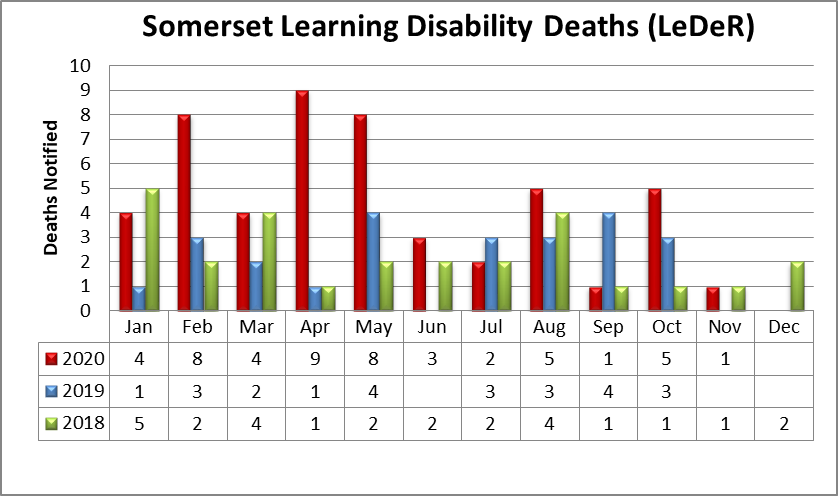 Somerset Learning Disability Deaths (LeDeR)
Deaths Notified
10
9
8
7
6
5
4
3
2
1
0
Jan Feb Mar Apr May Jun Jul Aug Sep Oct Nov Dec
2020 4 8 4 9 8 3 2 5 1 5 1
2019 1 3 2 1 4 3 3 4 3
2018 5 2 4 1 2 2 2 4 1 1 1 2